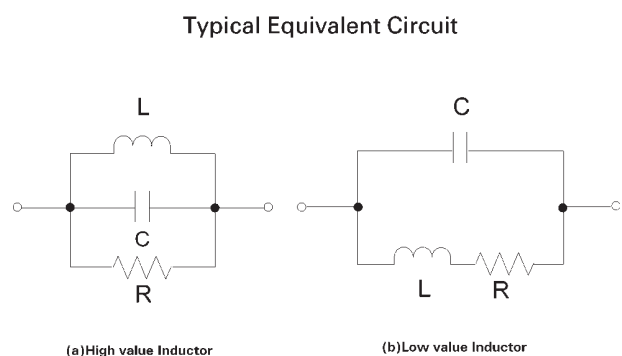 Typical Equivalent Circuit
L
C
R
(a)High value Inductor
C
L R
(b)Low value Inductor